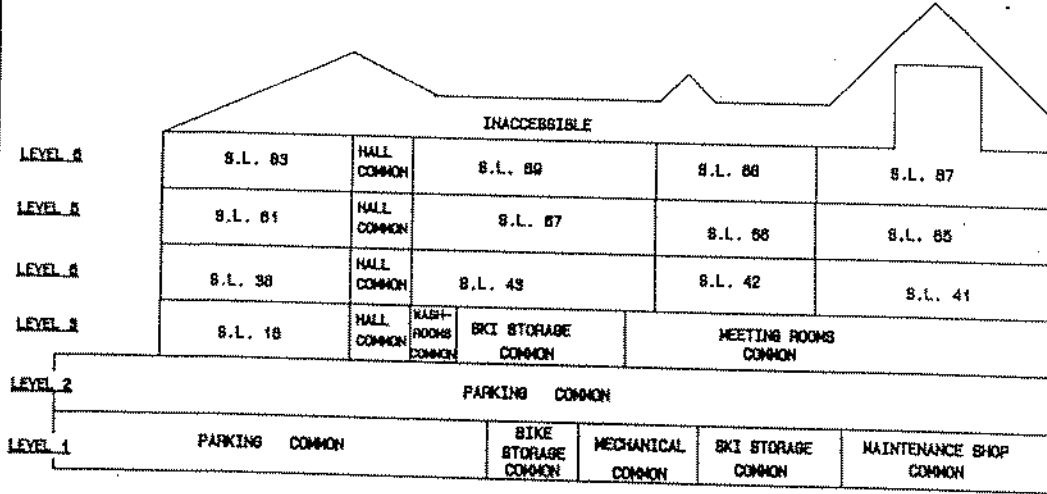 INACCESSIBLE
LEVEL 6
S.L. 83
HALL
COMMON
S.L. 89
S.L. 88
S.L. 87
LEVEL 5
S.L. 61
HALL
COMMON
S.L. 67
S.L. 66
S.L. 65
LEVEL 6
S.L. 38
HALL
COMMON
S.L. 43
S.L. 42
S.L. 41
LEVEL 3
S.L. 18
HALL
COMMON
WASH-
ROOMS
COMMON
SKI STORAGE
COMMON
MEETING ROOMS
COMMON
LEVEL 2
PARKING COMMON
LEVEL 1
PARKING COMMON
BIKE
STORAGE
COMMON
MECHANICAL
COMMON
SKI STORAGE
COMMON
MAINTENANCE SHOP
COMMON